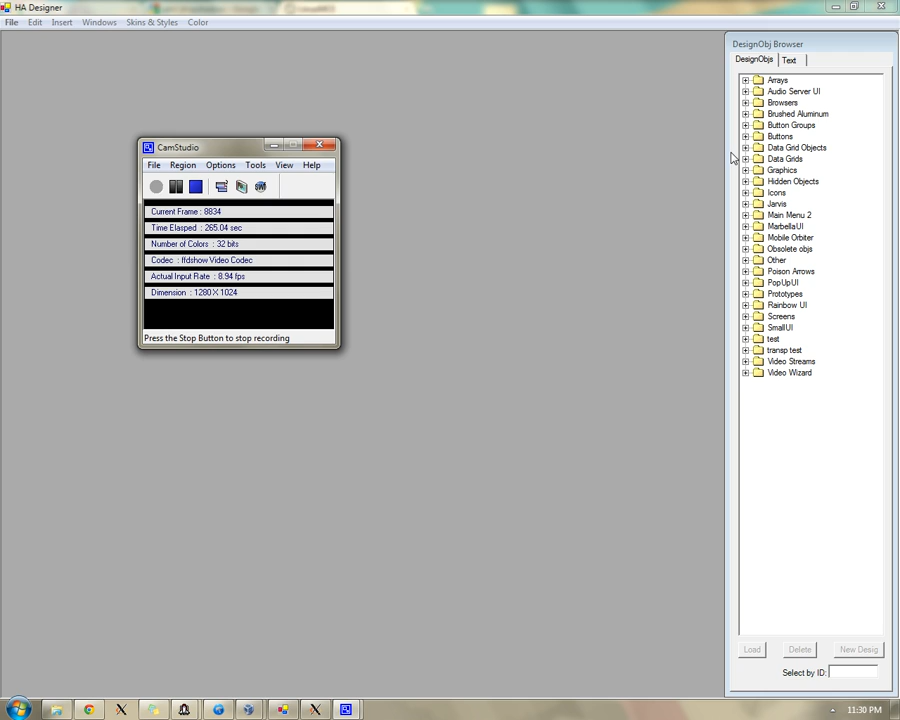 HA Designer
File Edit Insert Windows Skins & Styles Color
DesignObj Browser
DesignObjs Text
Arrays
Audio Server UI
Browsers
Brushed Aluminum
Button Groups
Buttons
Data Grid Objects
Data Grids
Graphics
Hidden Objects
Icons
Jarvis
Main Menu 2
MarbellaUI
Mobile Orbiter
Obsolete objs
Other
Poison Arrows
PopUpUI
Prototypes
Rainbow UI
Screens
SmallUI
test
transp test
Video Streams
Video Wizard
Load Delete New Desig
Select by ID:
CamStudio
File Region Options Tools View Help
Current Frame : 8834
Time Elasped : 265.04 sec
Number of Colors : 32 bits
Codec : ffdshow Video Codec
Actual Input Rate : 8.94 fps
Dimension : 1280 X 1024
Press the Stop Button to stop recording
11:30 PM